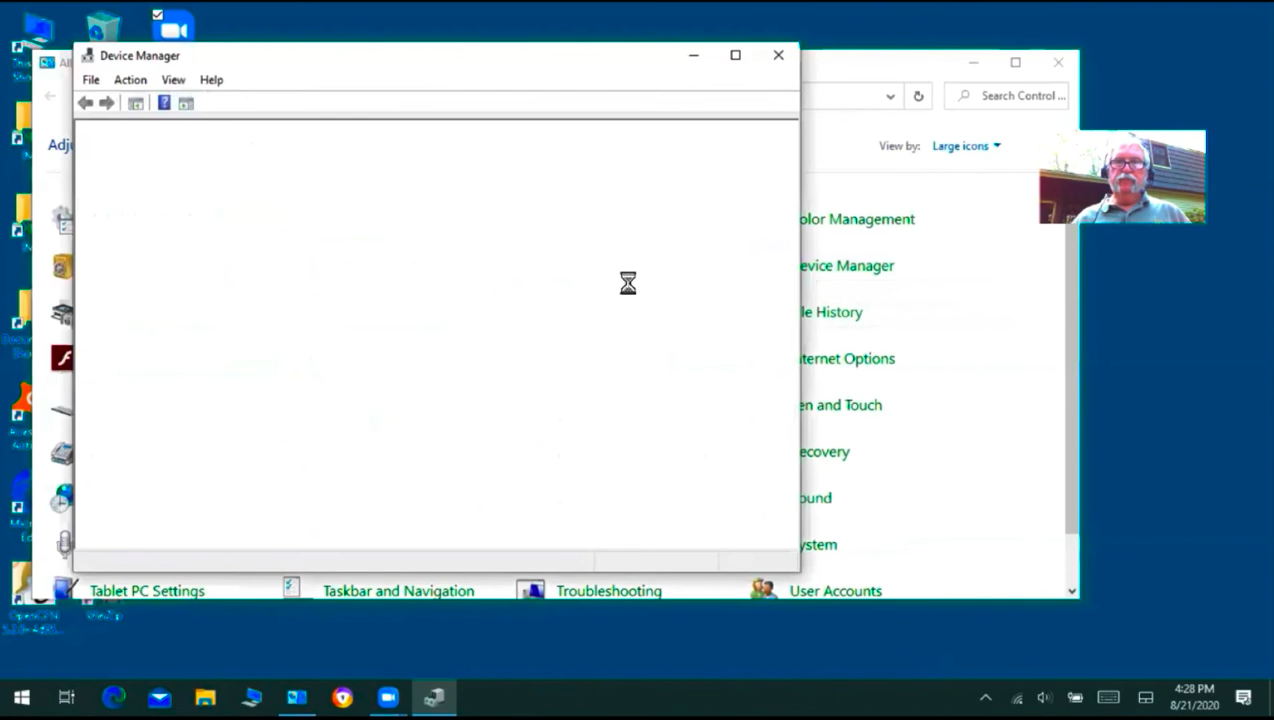 Device Manager
File Action View Help
Search Control ...
Adju
View by: Large icons
olor Management
evice Manager
le History
nternet Options
en and Touch
ecovery
ound
ystem
Tablet PC Settings
Taskbar and Navigation
Troubleshooting
User Accounts
4:28 PM
8/21/2020